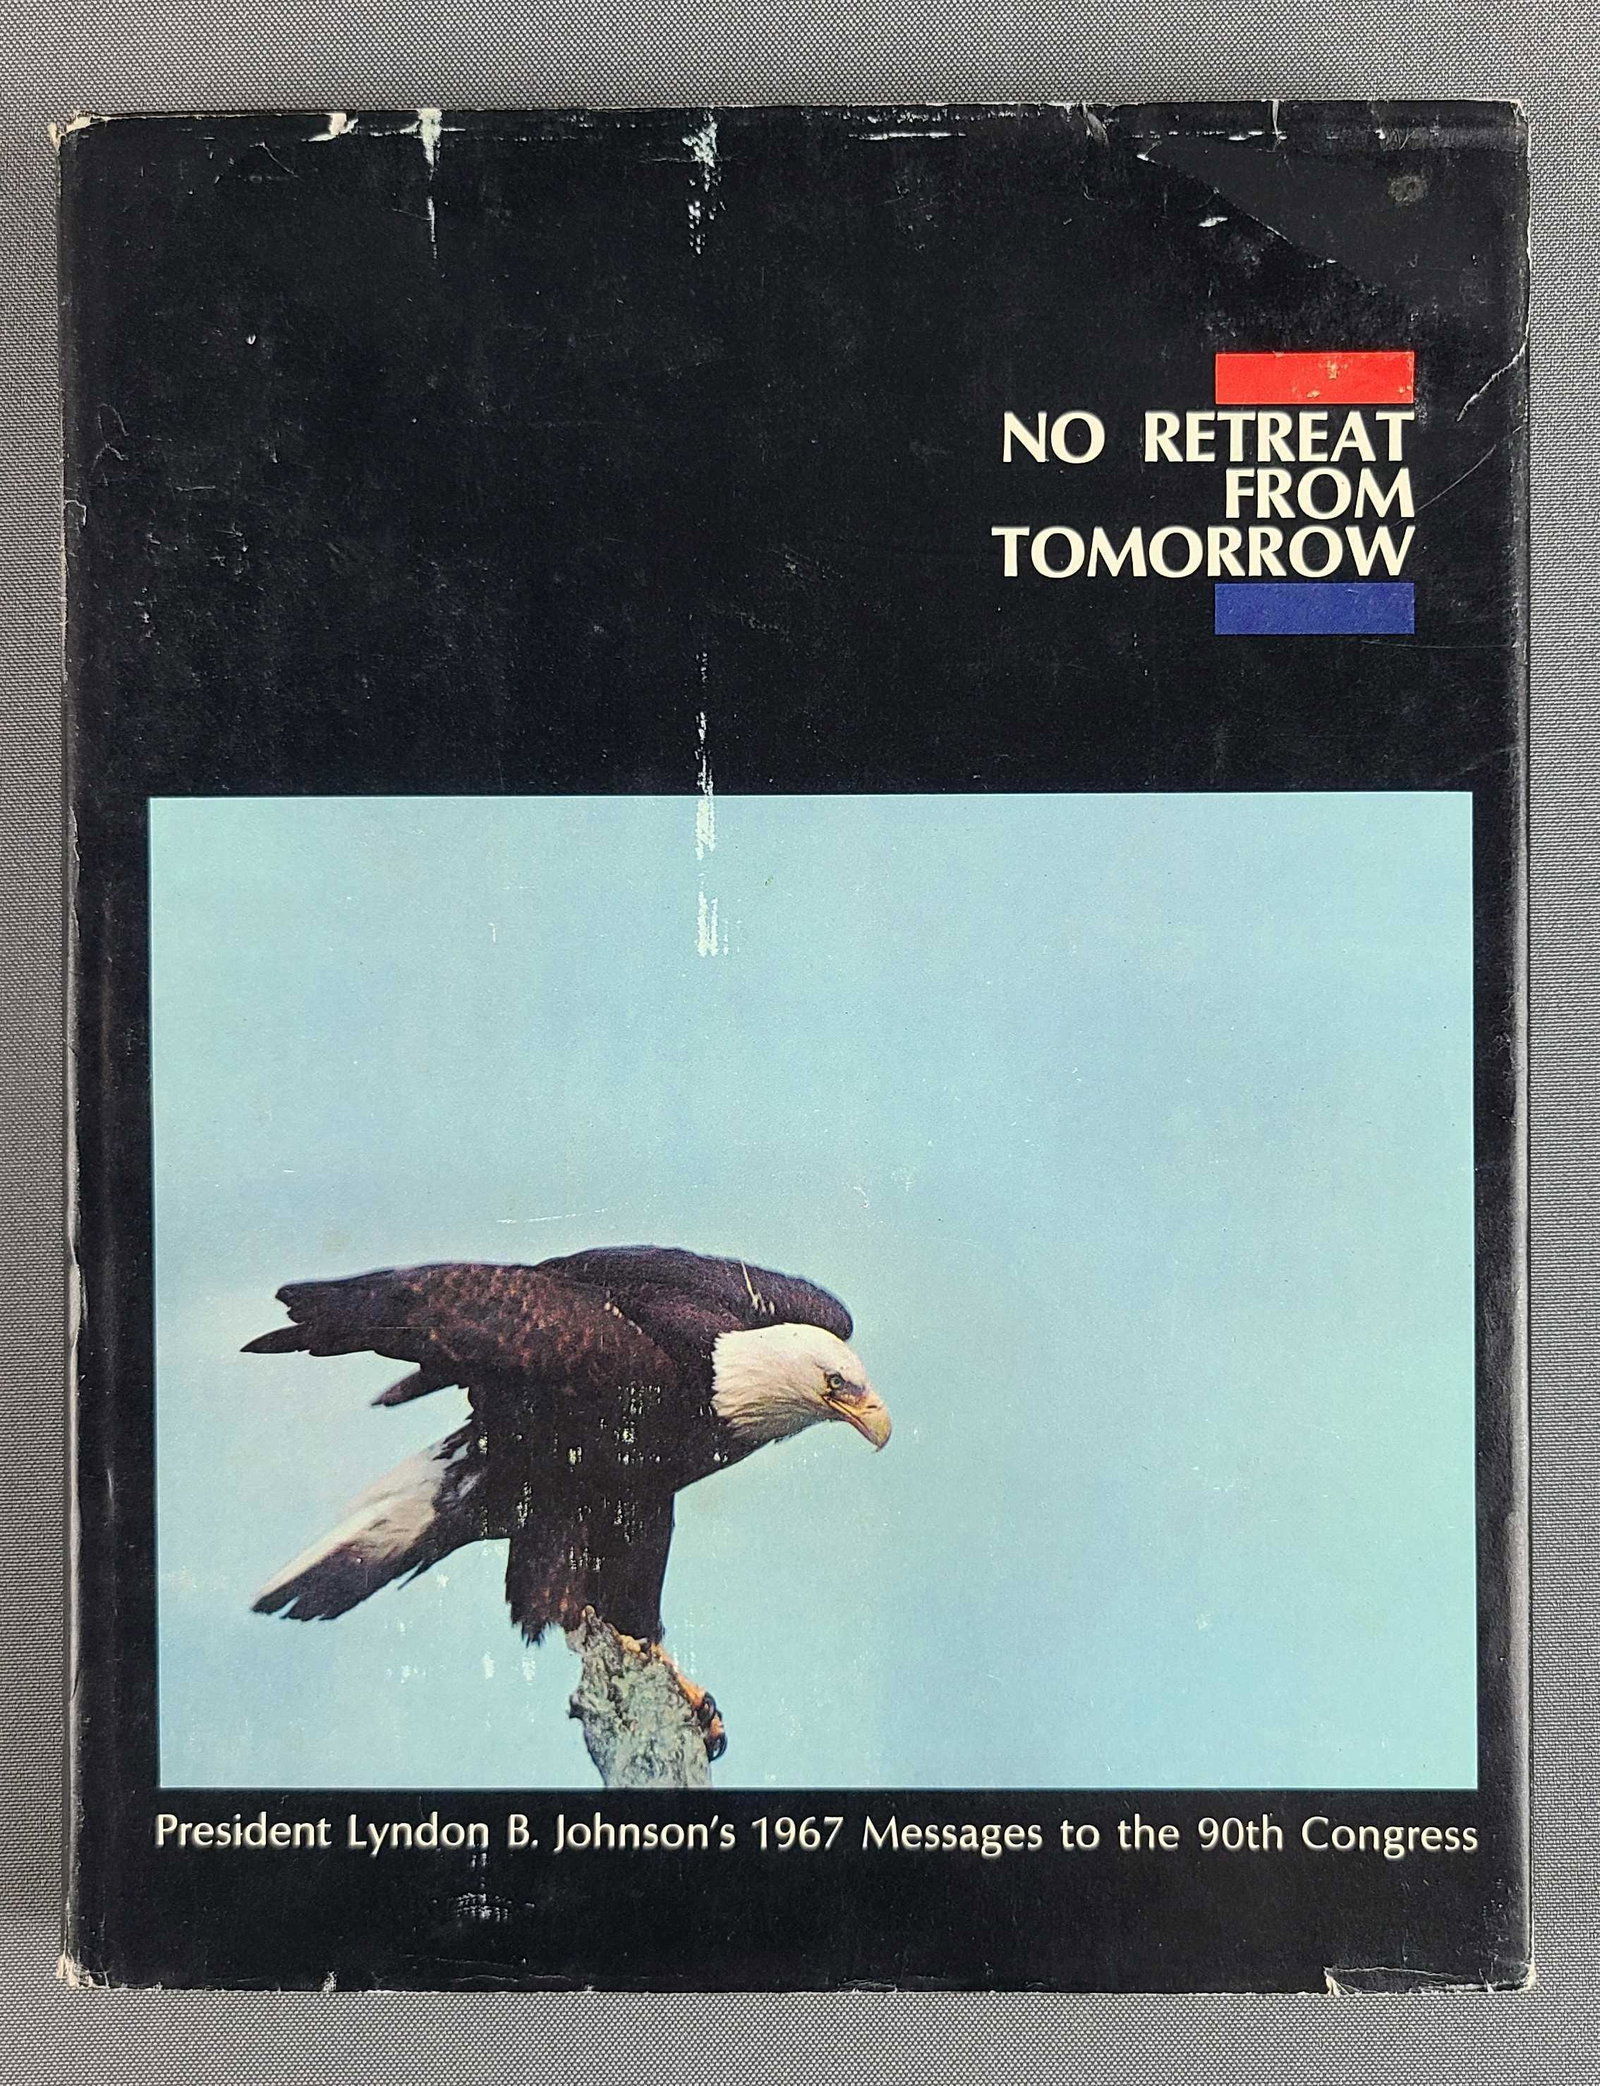 NO RETREAT
FROM
TOMORROW
President Lyndon B. Johnson's 1967 Messages to the 90th Congress